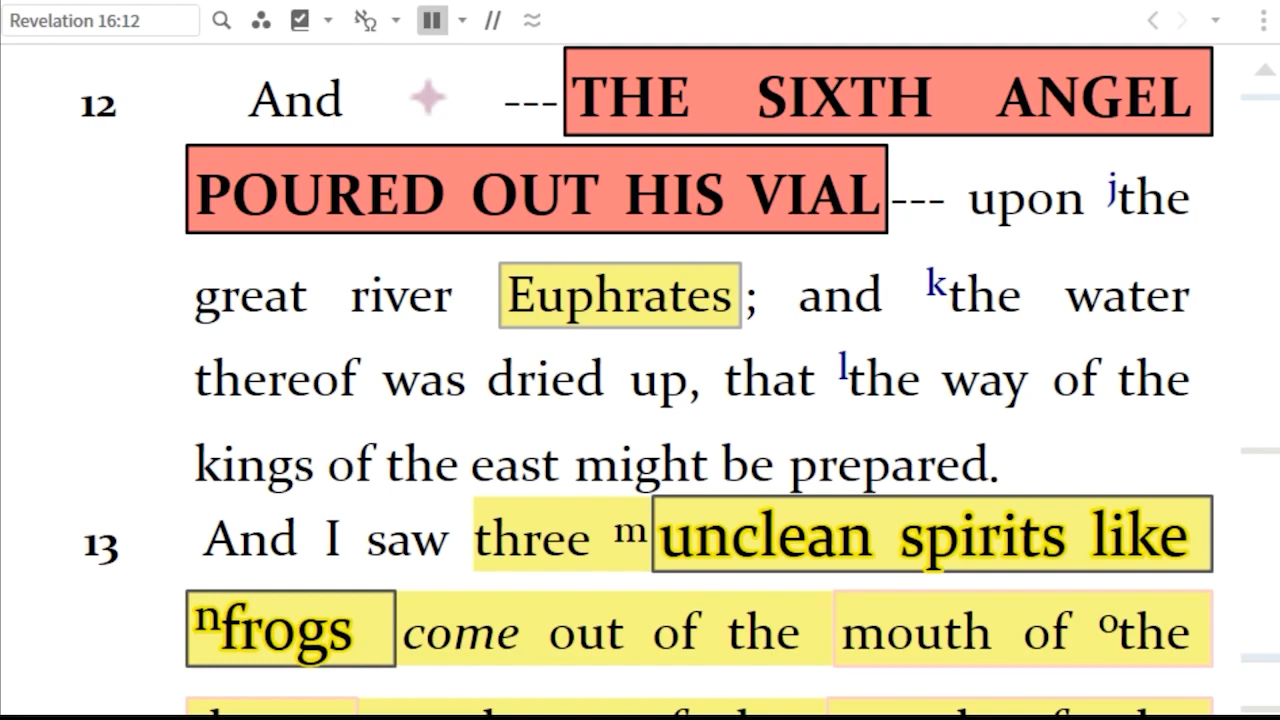 Revelation 16:12
12 And ---THE SIXTH ANGEL
POURED OUT HIS VIAL--- upon jthe
great river Euphrates; and kthe water
thereof was dried up, that lthe way of the
kings of the east might be prepared.
13 And I saw three munclean spirits like
nfrogs come out of the mouth of othe